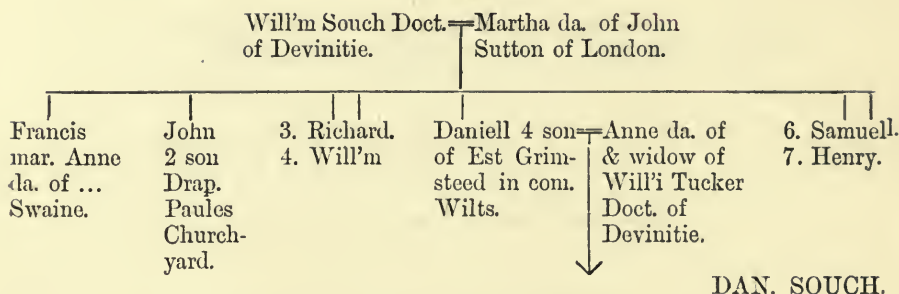 Will'm Souch Doct.
of Devinitie.
Martha da. of John
Sutton of London.
Francis
mar. Anne
da. of ...
Swaine.
John
2 son
Drap.
Paules
Church-
yard.
3. Richard.
4. Will'm
Daniell 4 son
of Est Grim-
steed in com.
Wilts.
Anne da. of
& widow of
Will'i Tucker
Doct. of
Devinitie.
6. Samuell.
7. Henry.
DAN. SOUCH.